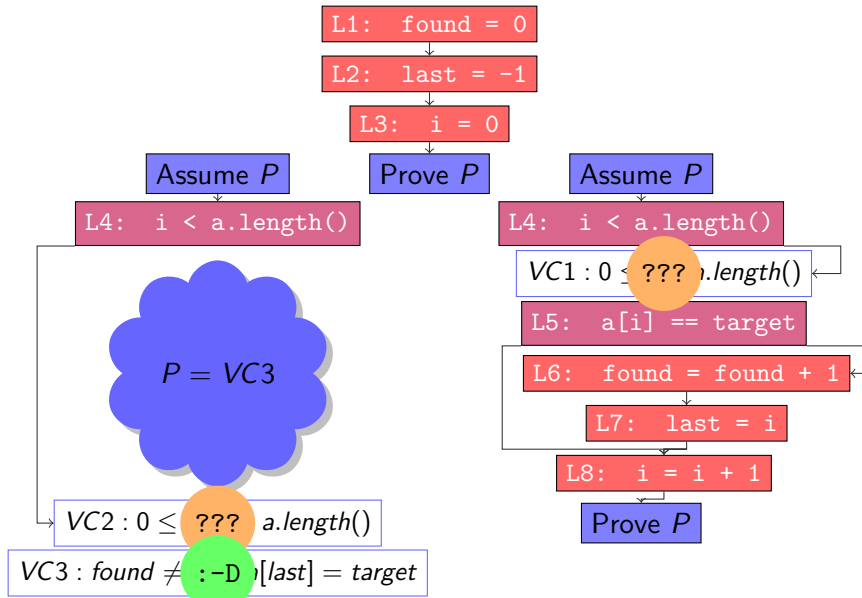 L1: found = 0
L2: last = -1
L3: i = 0
Assume P
Prove P
Assume P
L4: i < a.length()
L4: i < a.length()
VC1 : 0 ≤ ??? .length()
L5: a[i] == target
P = VC3
L6: found = found + 1
L7: last = i
L8: i = i + 1
VC2 : 0 ≤ ??? a.length()
Prove P
VC3 : found ≠ :-D [last] = target